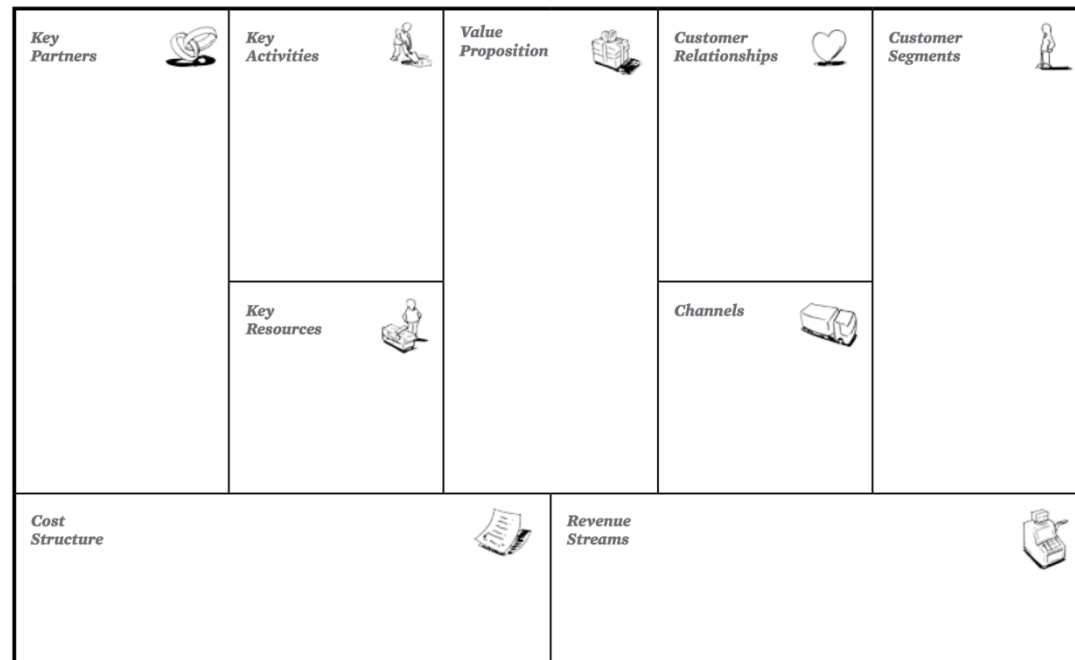 Key
Partners
Key
Activities
Value
Proposition
Customer
Relationships
Customer
Segments
Key
Resources
Channels
Cost
Structure
Revenue
Streams